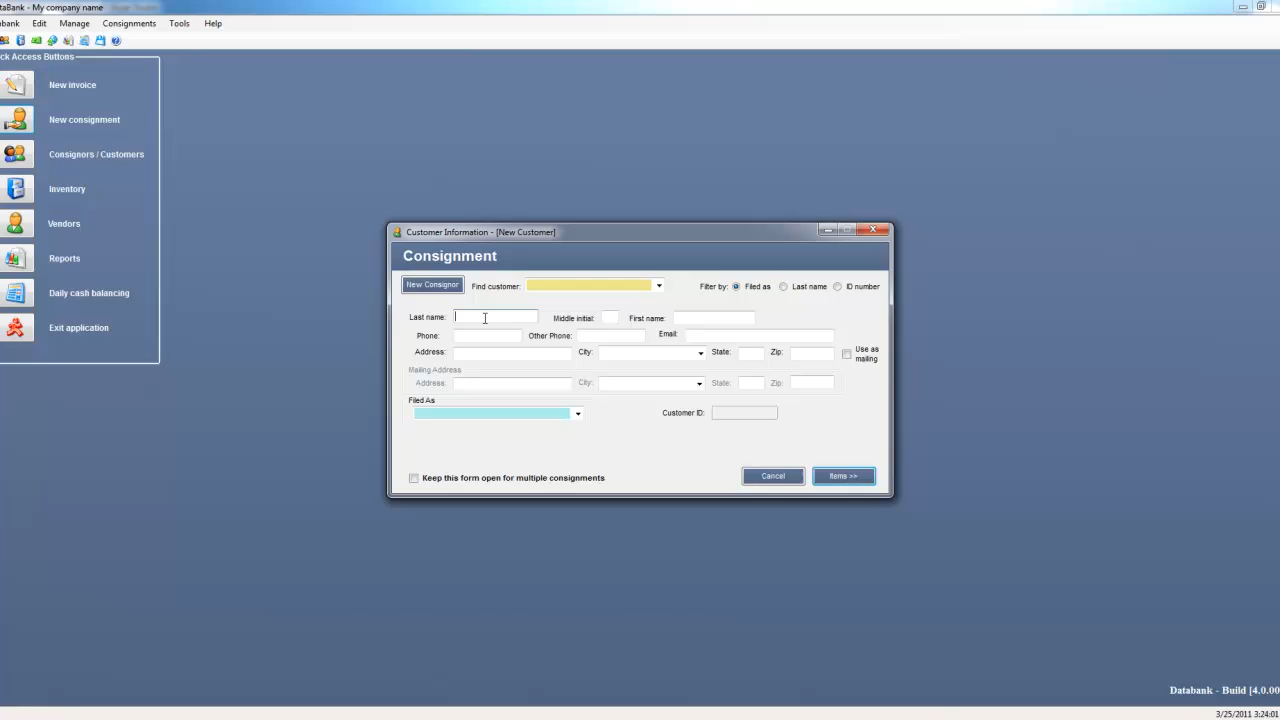 DataBank - My company name
bank Edit Manage Consignments Tools Help
ck Access Buttons
New invoice
New consignment
Consignors / Customers
Inventory
Vendors
Reports
Daily cash balancing
Exit application
Customer Information - [New Customer]
Consignment
New Consignor Find customer: Filter by: Filed as Last name ID number
Last name: Middle initial: First name:
Phone: Other Phone: Email:
Address: City: State: Zip: Use as mailing
Mailing Address
Address: City: State: Zip:
Filed As
Customer ID:
Keep this form open for multiple consignments Cancel Items >>
Databank - Build [4.0.00
3/25/2011 3:24:01